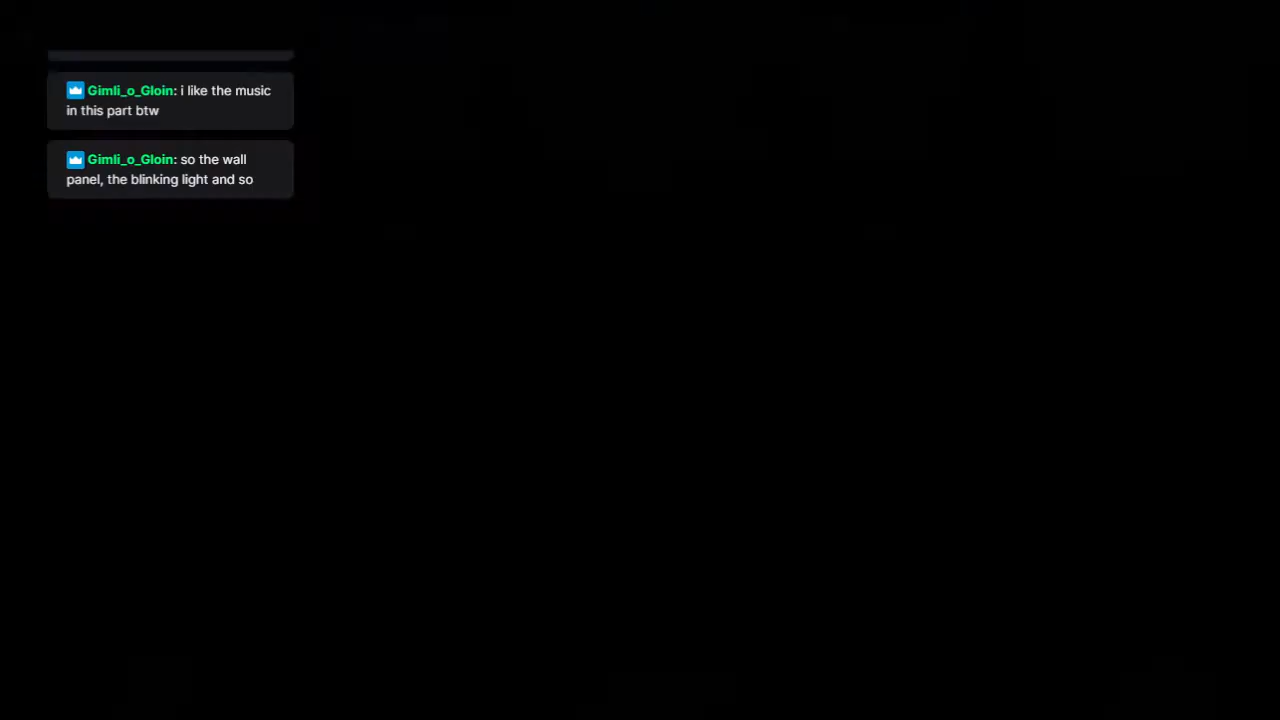 Gimli_o_Gloin: i like the music
in this part btw
Gimli_o_Gloin: so the wall
panel, the blinking light and so